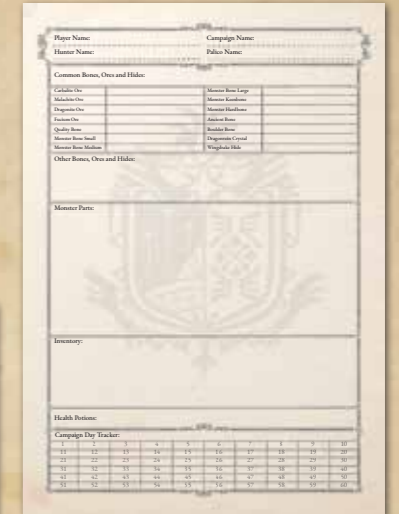 Player Name: Campaign Name:
Hunter Name: Palico Name:
Common Bones, Ores and Hides:
Carbalite Ore Monster Bone Large
Malachite Ore Monster Keenbone
Dragonite Ore Monster Hardbone
Fucium Ore Ancient Bone
Quality Bone Boulder Bone
Monster Bone Small Dragonvein Crystal
Monster Bone Medium Wingdrake Hide
Other Bones, Ores and Hides:
Monster Parts:
Inventory:
Health Potions:
Campaign Day Tracker:
1 2 3 4 5 6 7 8 9 10
11 12 13 14 15 16 17 18 19 20
21 22 23 24 25 26 27 28 29 30
31 32 33 34 35 36 37 38 39 40
41 42 43 44 45 46 47 48 49 50
51 52 53 54 55 56 57 58 59 60